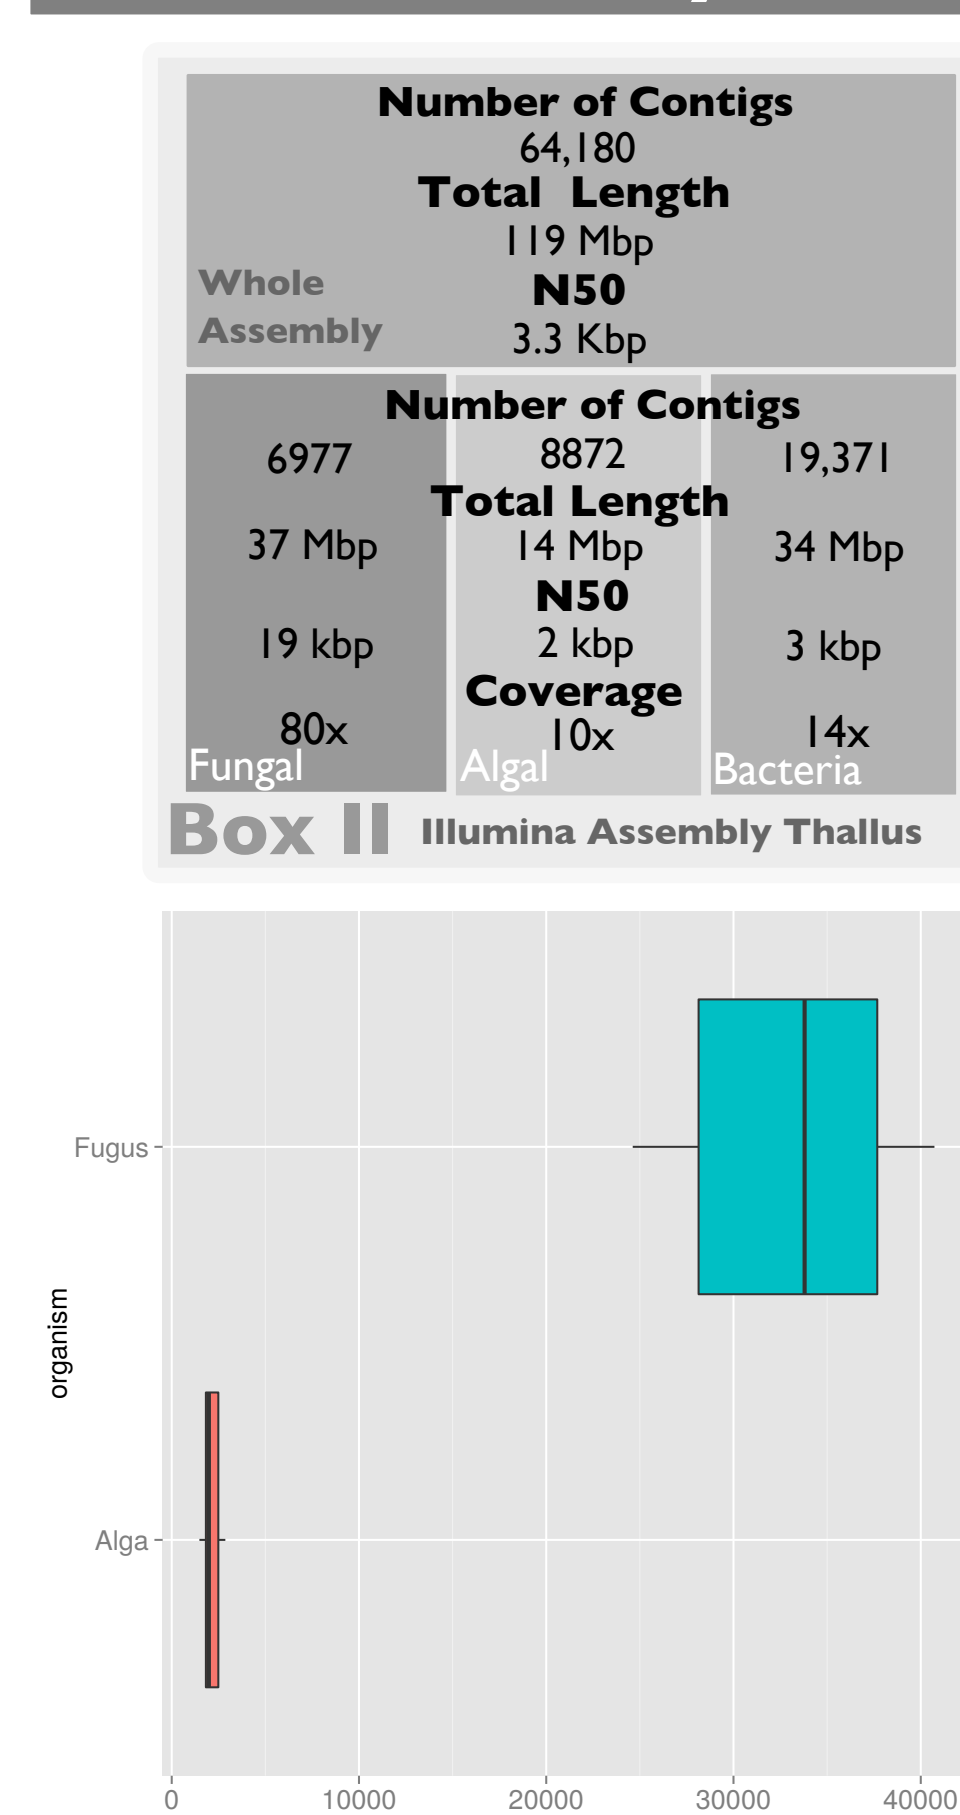 Number of Contigs
64,180
Total Length
119 Mbp
Whole
Assembly
N50
3.3 Kbp
Number of Contigs
6977 8872 19,371
Total Length
37 Mbp 14 Mbp 34 Mbp
N50
19 kbp 2 kbp 3 kbp
Coverage
80x 10x 14x
Fungal Algal Bacteria
Box II Illumina Assembly Thallus
Fugus
organism
Alga
0 10000 20000 30000 40000